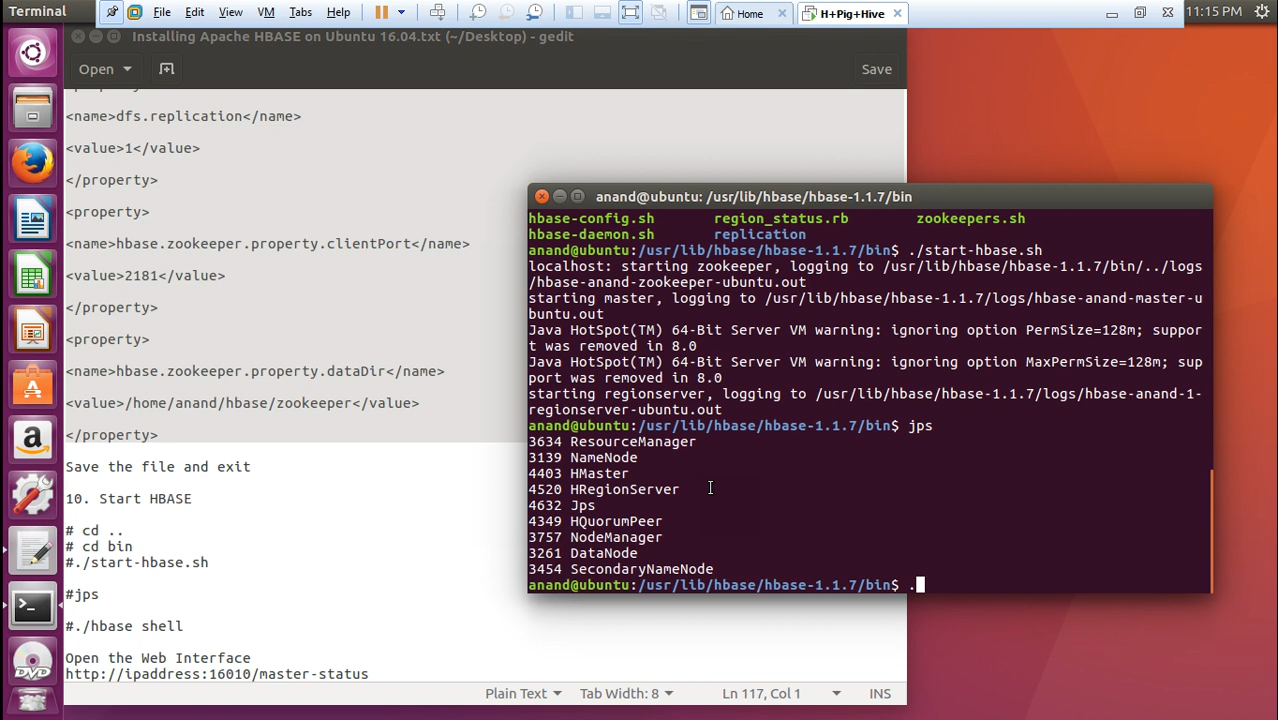 Terminal
File Edit View VM Tabs Help
Home
H+Pig+Hive
11:15 PM
Installing Apache HBASE on Ubuntu 16.04.txt (~/Desktop) - gedit
Open
Save
<name>dfs.replication</name>
<value>1</value>
</property>
<property>
<name>hbase.zookeeper.property.clientPort</name>
<value>2181</value>
</property>
<property>
<name>hbase.zookeeper.property.dataDir</name>
<value>/home/anand/hbase/zookeeper</value>
</property>
Save the file and exit
10. Start HBASE
# cd ..
# cd bin
#./start-hbase.sh
#jps
#./hbase shell
Open the Web Interface
http://ipaddress:16010/master-status
Plain Text Tab Width: 8 Ln 117, Col 1 INS
anand@ubuntu: /usr/lib/hbase/hbase-1.1.7/bin
hbase-config.sh region_status.rb zookeepers.sh
hbase-daemon.sh replication
anand@ubuntu:/usr/lib/hbase/hbase-1.1.7/bin$ ./start-hbase.sh
localhost: starting zookeeper, logging to /usr/lib/hbase/hbase-1.1.7/bin/../logs
/hbase-anand-zookeeper-ubuntu.out
starting master, logging to /usr/lib/hbase/hbase-1.1.7/logs/hbase-anand-master-u
buntu.out
Java HotSpot(TM) 64-Bit Server VM warning: ignoring option PermSize=128m; suppor
t was removed in 8.0
Java HotSpot(TM) 64-Bit Server VM warning: ignoring option MaxPermSize=128m; sup
port was removed in 8.0
starting regionserver, logging to /usr/lib/hbase/hbase-1.1.7/logs/hbase-anand-1-
regionserver-ubuntu.out
anand@ubuntu:/usr/lib/hbase/hbase-1.1.7/bin$ jps
3634 ResourceManager
3139 NameNode
4403 HMaster
4520 HRegionServer
4632 Jps
4349 HQuorumPeer
3757 NodeManager
3261 DataNode
3454 SecondaryNameNode
anand@ubuntu:/usr/lib/hbase/hbase-1.1.7/bin$ .